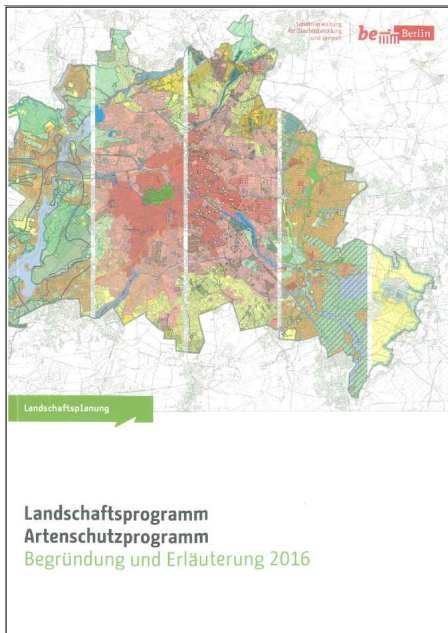 Senatsverwaltung
für Stadtentwicklung
und Umwelt
be Berlin
Landschaftsplanung
Landschaftsprogramm
Artenschutzprogramm
Begründung und Erläuterung 2016